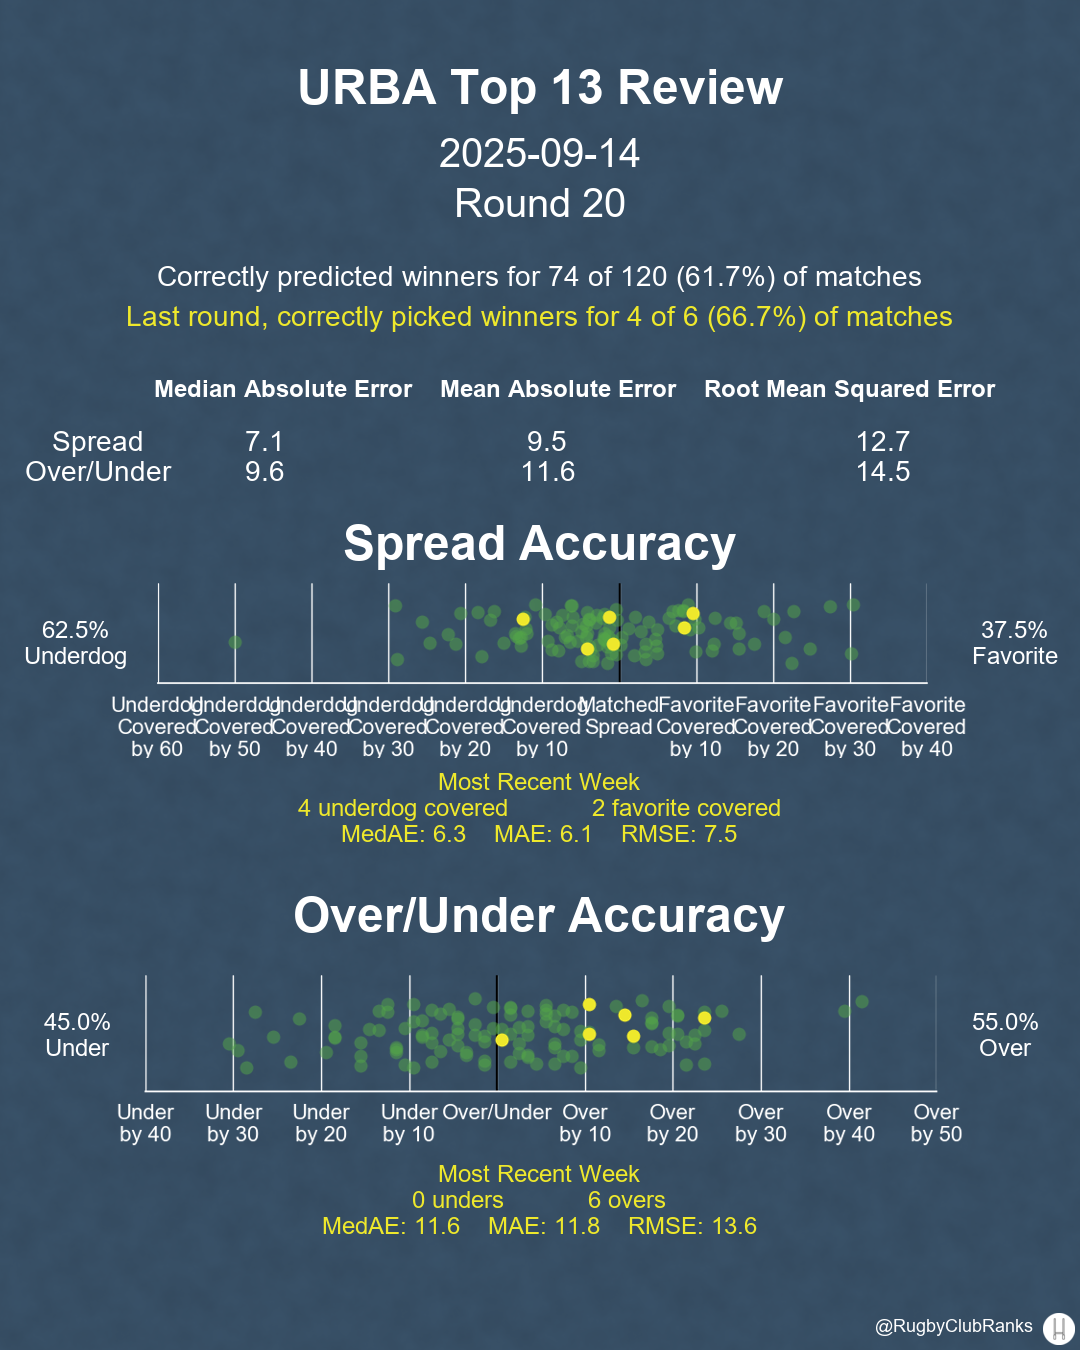 URBA Top 13 Review
2025-09-14
Round 20
Correctly predicted winners for 74 of 120 (61.7%) of matches
Last round, correctly picked winners for 4 of 6 (66.7%) of matches
Median Absolute Error Mean Absolute Error Root Mean Squared Error
Spread 7.1 9.5 12.7
Over/Under 9.6 11.6 14.5
Spread Accuracy
62.5% Underdog
37.5% Favorite
Underdog Underdog Underdog Underdog Underdog Underdog Matched Favorite Favorite Favorite Favorite
Covered Covered Covered Covered Covered Covered Spread Covered Covered Covered Covered
by 60 by 50 by 40 by 30 by 20 by 10 by 10 by 20 by 30 by 40
Most Recent Week
4 underdog covered 2 favorite covered
MedAE: 6.3 MAE: 6.1 RMSE: 7.5
Over/Under Accuracy
45.0% Under
55.0% Over
Under Under Under Under Over/Under Over Over Over Over Over
by 40 by 30 by 20 by 10 by 10 by 20 by 30 by 40 by 50
Most Recent Week
0 unders 6 overs
MedAE: 11.6 MAE: 11.8 RMSE: 13.6
@RugbyClubRanks